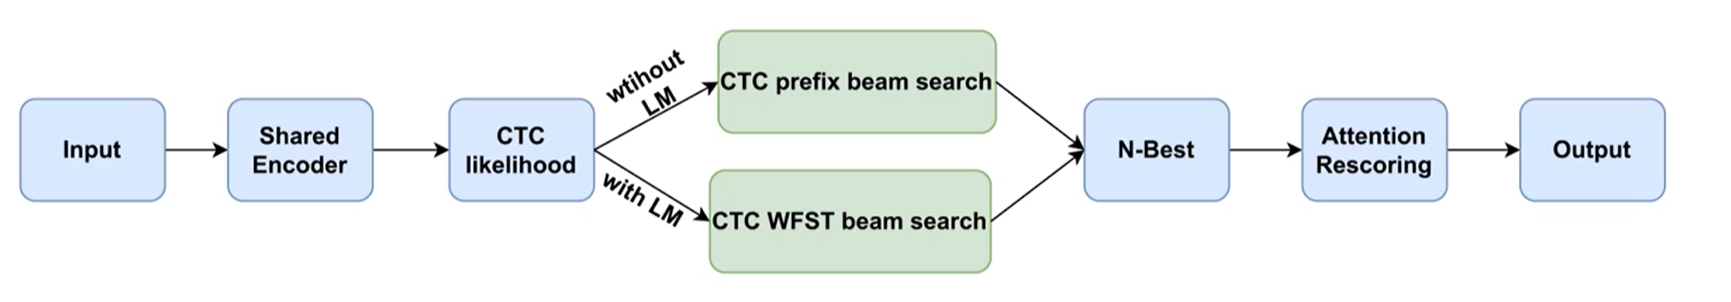 Input
Shared
Encoder
CTC
likelihood
wtihout
LM
with LM
CTC prefix beam search
CTC WFST beam search
N-Best
Attention
Rescoring
Output